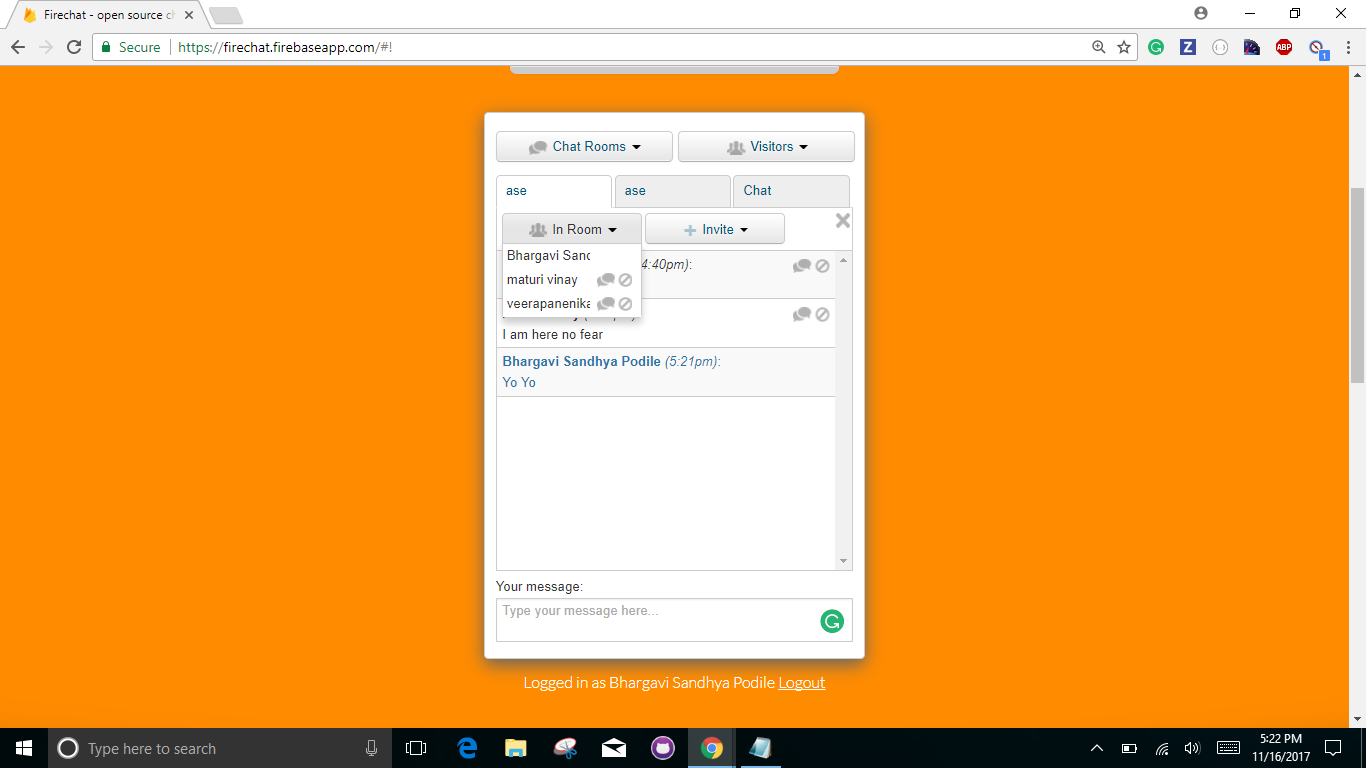 Firechat - open source ch
Secure https://firechat.firebaseapp.com/#!
Z ABP 1
Chat Rooms Visitors
ase ase Chat
In Room Invite
Bhargavi Sand
4:40pm):
maturi vinay
veerapanenika
I am here no fear
Bhargavi Sandhya Podile (5:21pm):
Yo Yo
Your message:
Type your message here...
Logged in as Bhargavi Sandhya Podile Logout
Type here to search
5:22 PM
11/16/2017